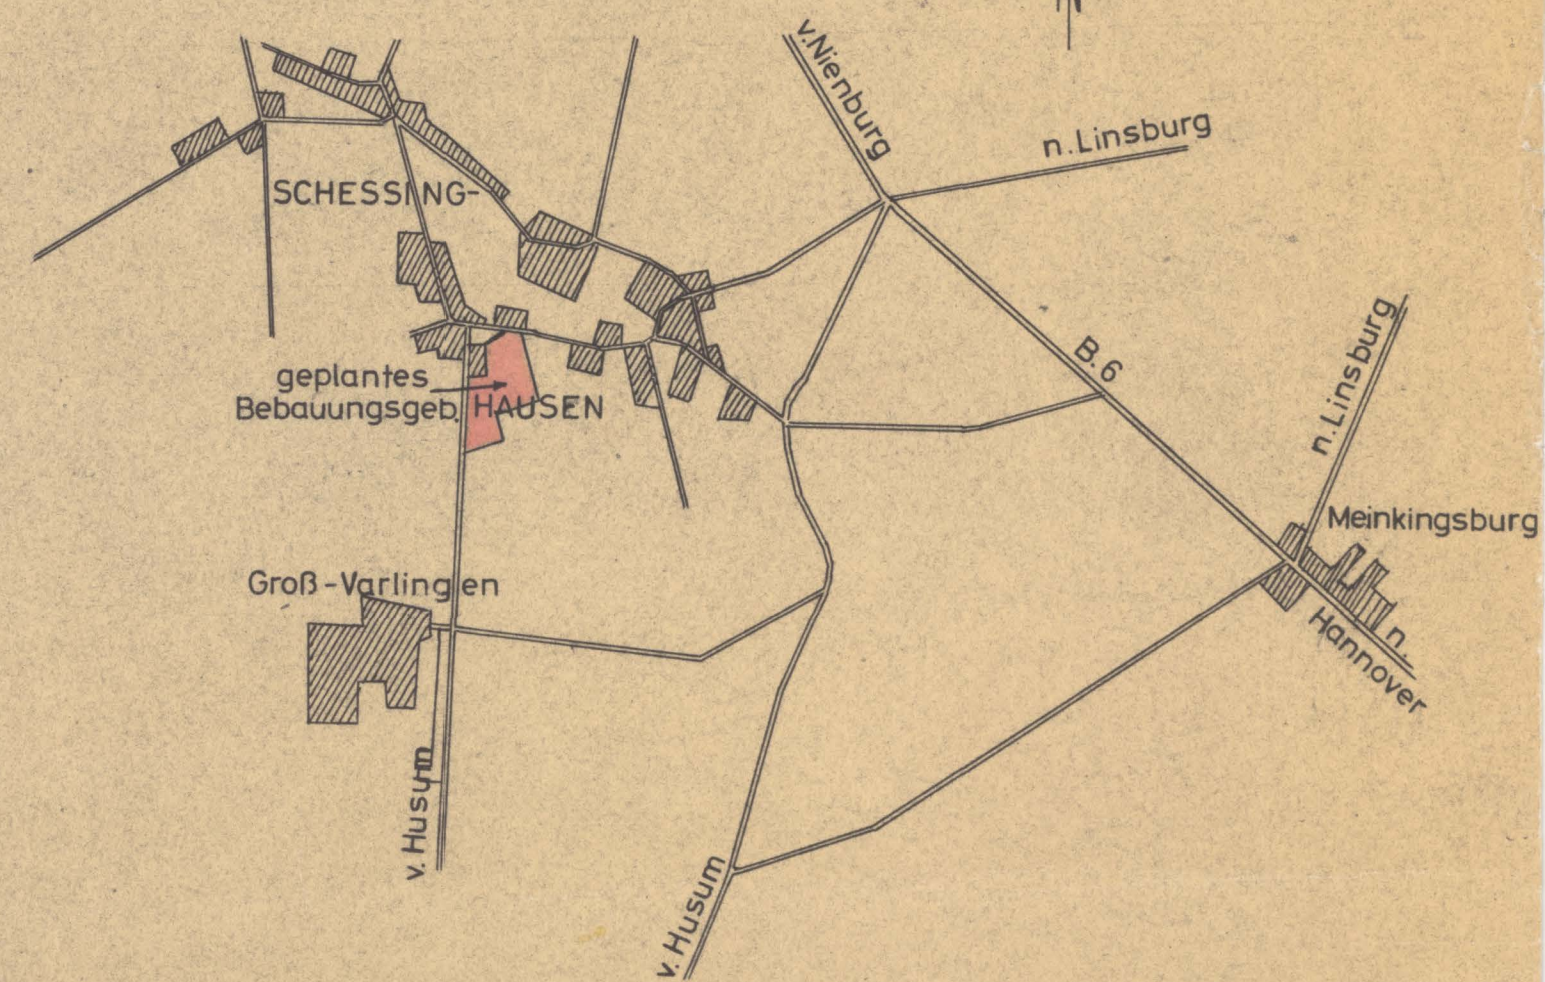 v.Nienburg
n.Linsburg
SCHESSING-
B.6
n.Linsburg
geplantes
Bebauungsgeb.
HAUSEN
Meinkingsburg
Groß-Varlingen
n.
Hannover
v. Husum
v. Husum